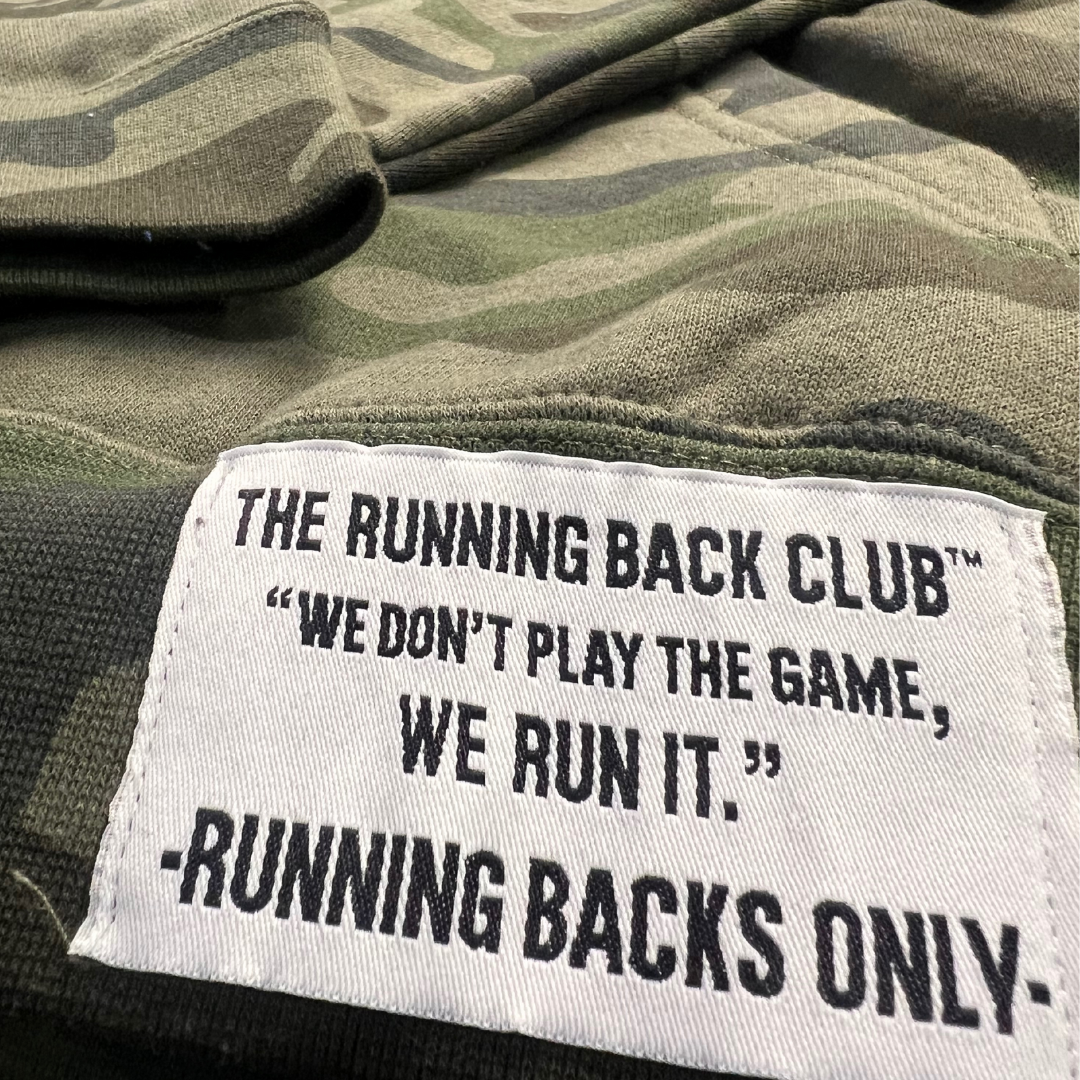 THE RUNNING BACK CLUB™
“WE DON’T PLAY THE GAME,
WE RUN IT.”
-RUNNING BACKS ONLY-